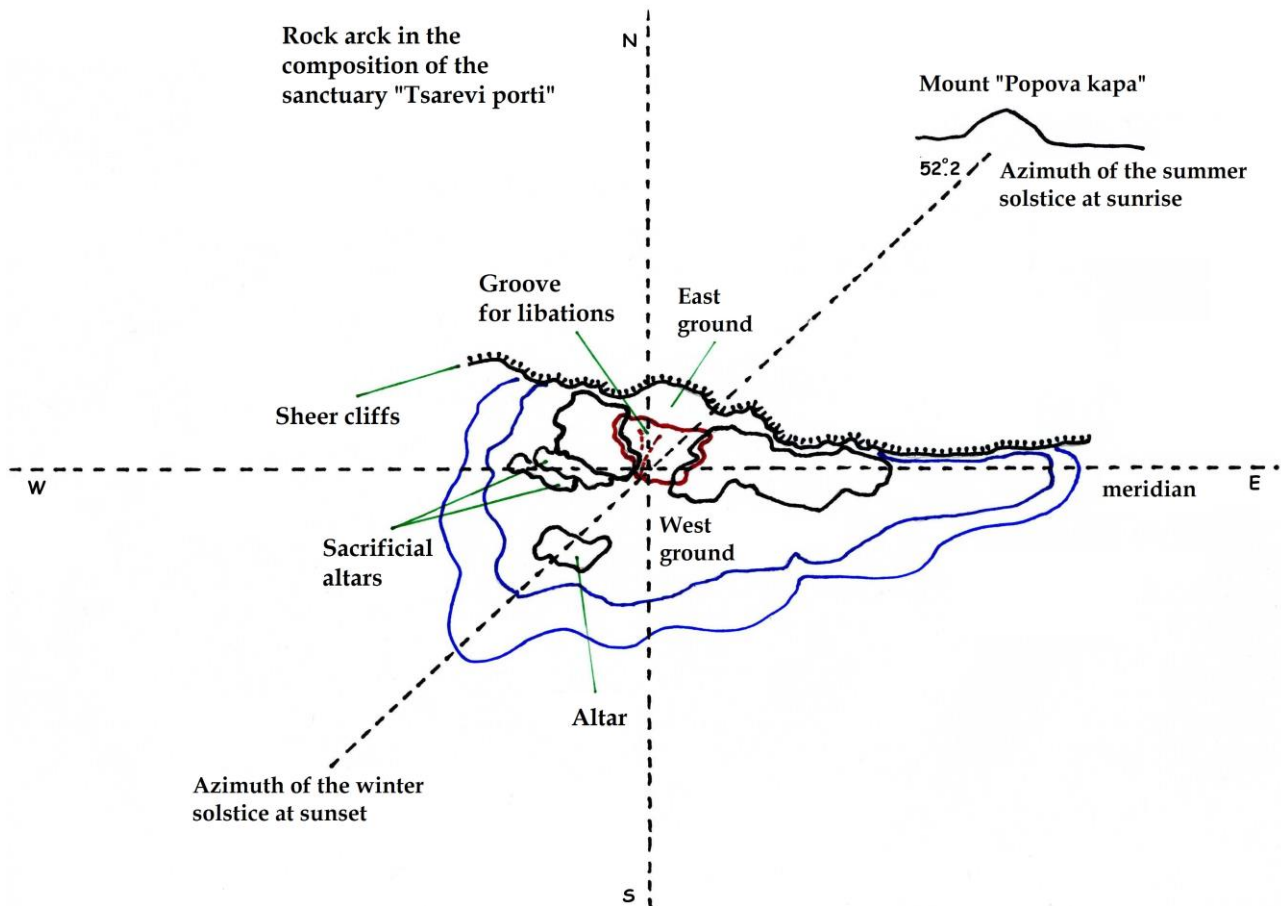 Rock arck in the
composition of the
sanctuary "Tsarevi porti"
N
Mount "Popova kapa"
52°.2
Azimuth of the summer
solstice at sunrise
Groove
for libations
East
ground
Sheer cliffs
W
meridian
E
Sacrificial
altars
West
ground
Altar
Azimuth of the winter
solstice at sunset
S